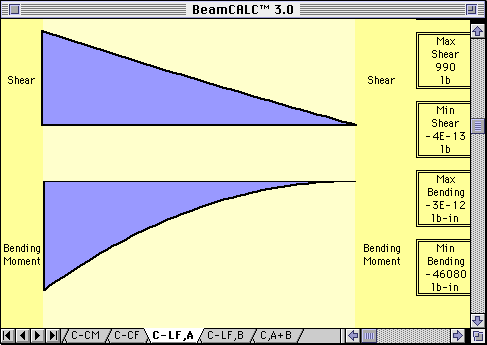 BeamCALC™ 3.0
Shear
Shear
Max
Shear
990
lb
Min
Shear
-4E-13
lb
Max
Bending
-3E-12
lb-in
Bending
Moment
Bending
Moment
Min
Bending
-46080
lb-in
C-CM C-CF C-LF,A C-LF,B C,A+B